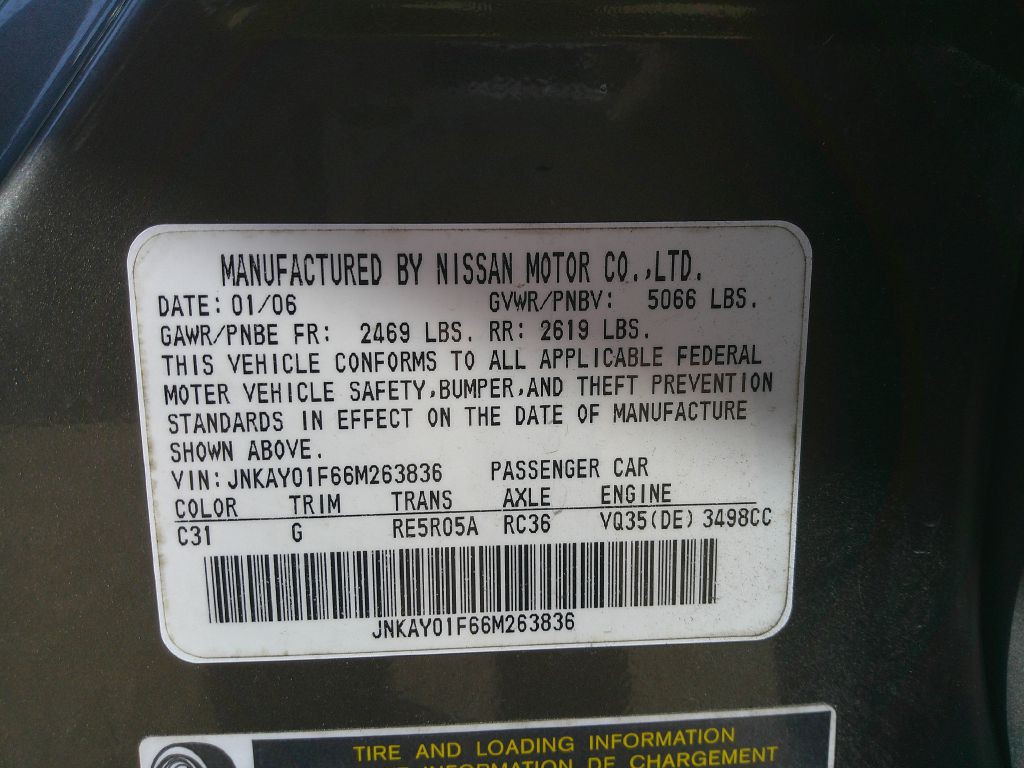 MANUFACTURED BY NISSAN MOTOR CO.,LTD.
DATE: 01/06 GVWR/PNBV: 5066 LBS.
GAWR/PNBE FR: 2469 LBS. RR: 2619 LBS.
THIS VEHICLE CONFORMS TO ALL APPLICABLE FEDERAL
MOTER VEHICLE SAFETY,BUMPER,AND THEFT PREVENTION
STANDARDS IN EFFECT ON THE DATE OF MANUFACTURE
SHOWN ABOVE.
VIN: JNKAY01F66M263836 PASSENGER CAR
COLOR TRIM TRANS AXLE ENGINE
C31 G RE5R05A RC36 VQ35(DE) 3498CC
JNKAY01F66M263836
TIRE AND LOADING INFORMATION
INFORMATION DE CHARGEMENT